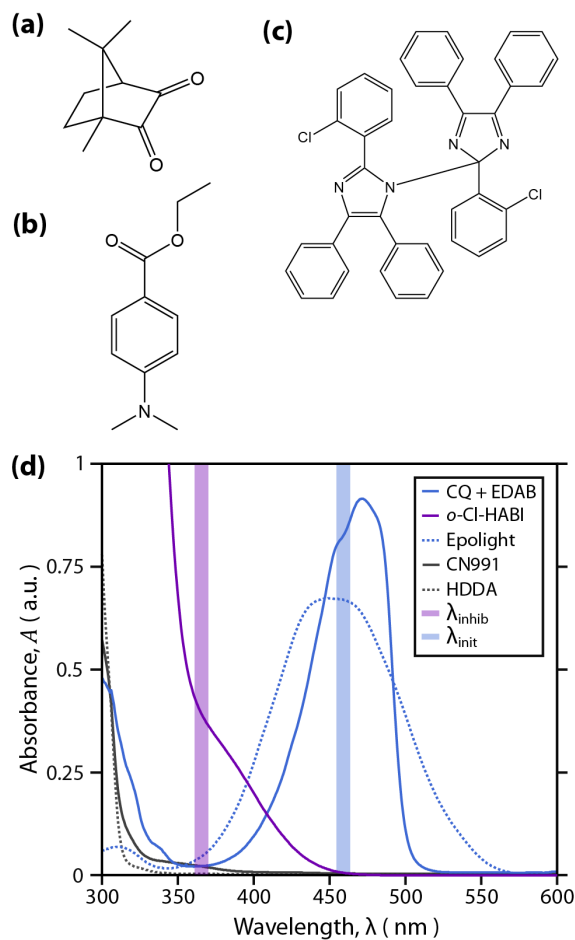 (a)
O
O
(b)
O
O
N
(c)
Cl
N
N
N
N
Cl
(d)
1
0.75
0.5
0.25
0
Absorbance, A ( a.u. )
300
350
400
450
500
550
600
Wavelength, λ ( nm )
CQ + EDAB
o-Cl-HABI
Epolight
CN991
HDDA
λinhib
λinit